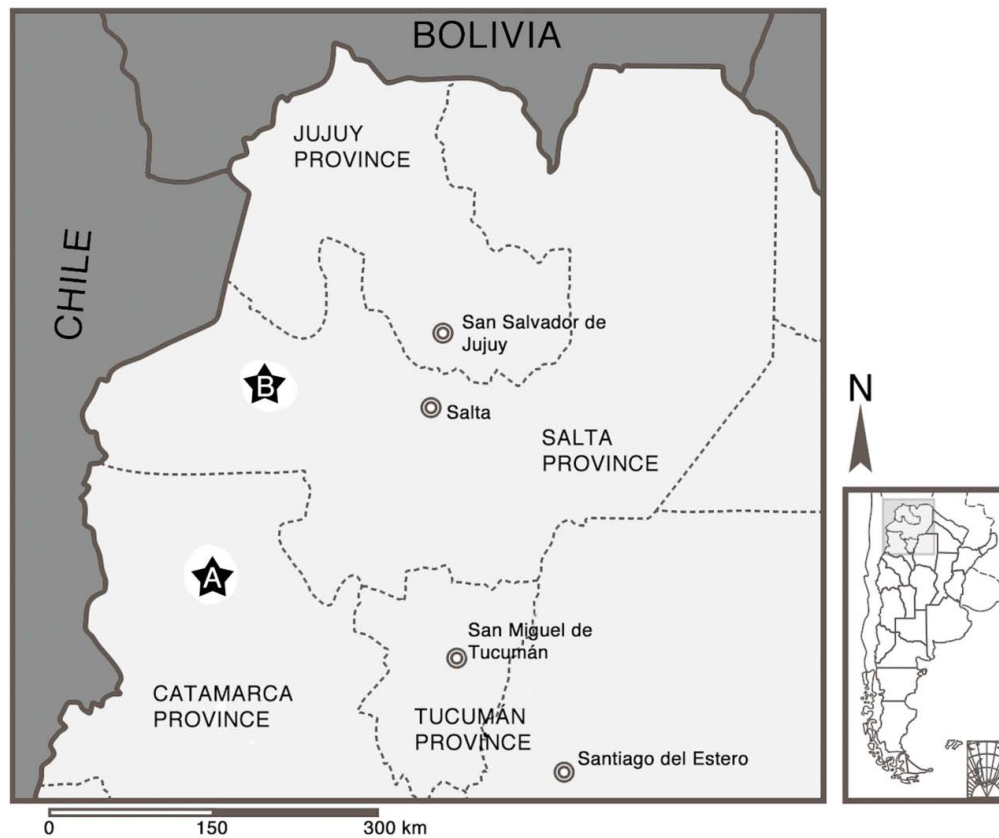 BOLIVIA
JUJUY
PROVINCE
CHILE
San Salvador de
Jujuy
B
Salta
SALTA
PROVINCE
N
A
San Miguel de
Tucumán
CATAMARCA
PROVINCE
TUCUMÁN
PROVINCE
Santiago del Estero
0 150 300 km